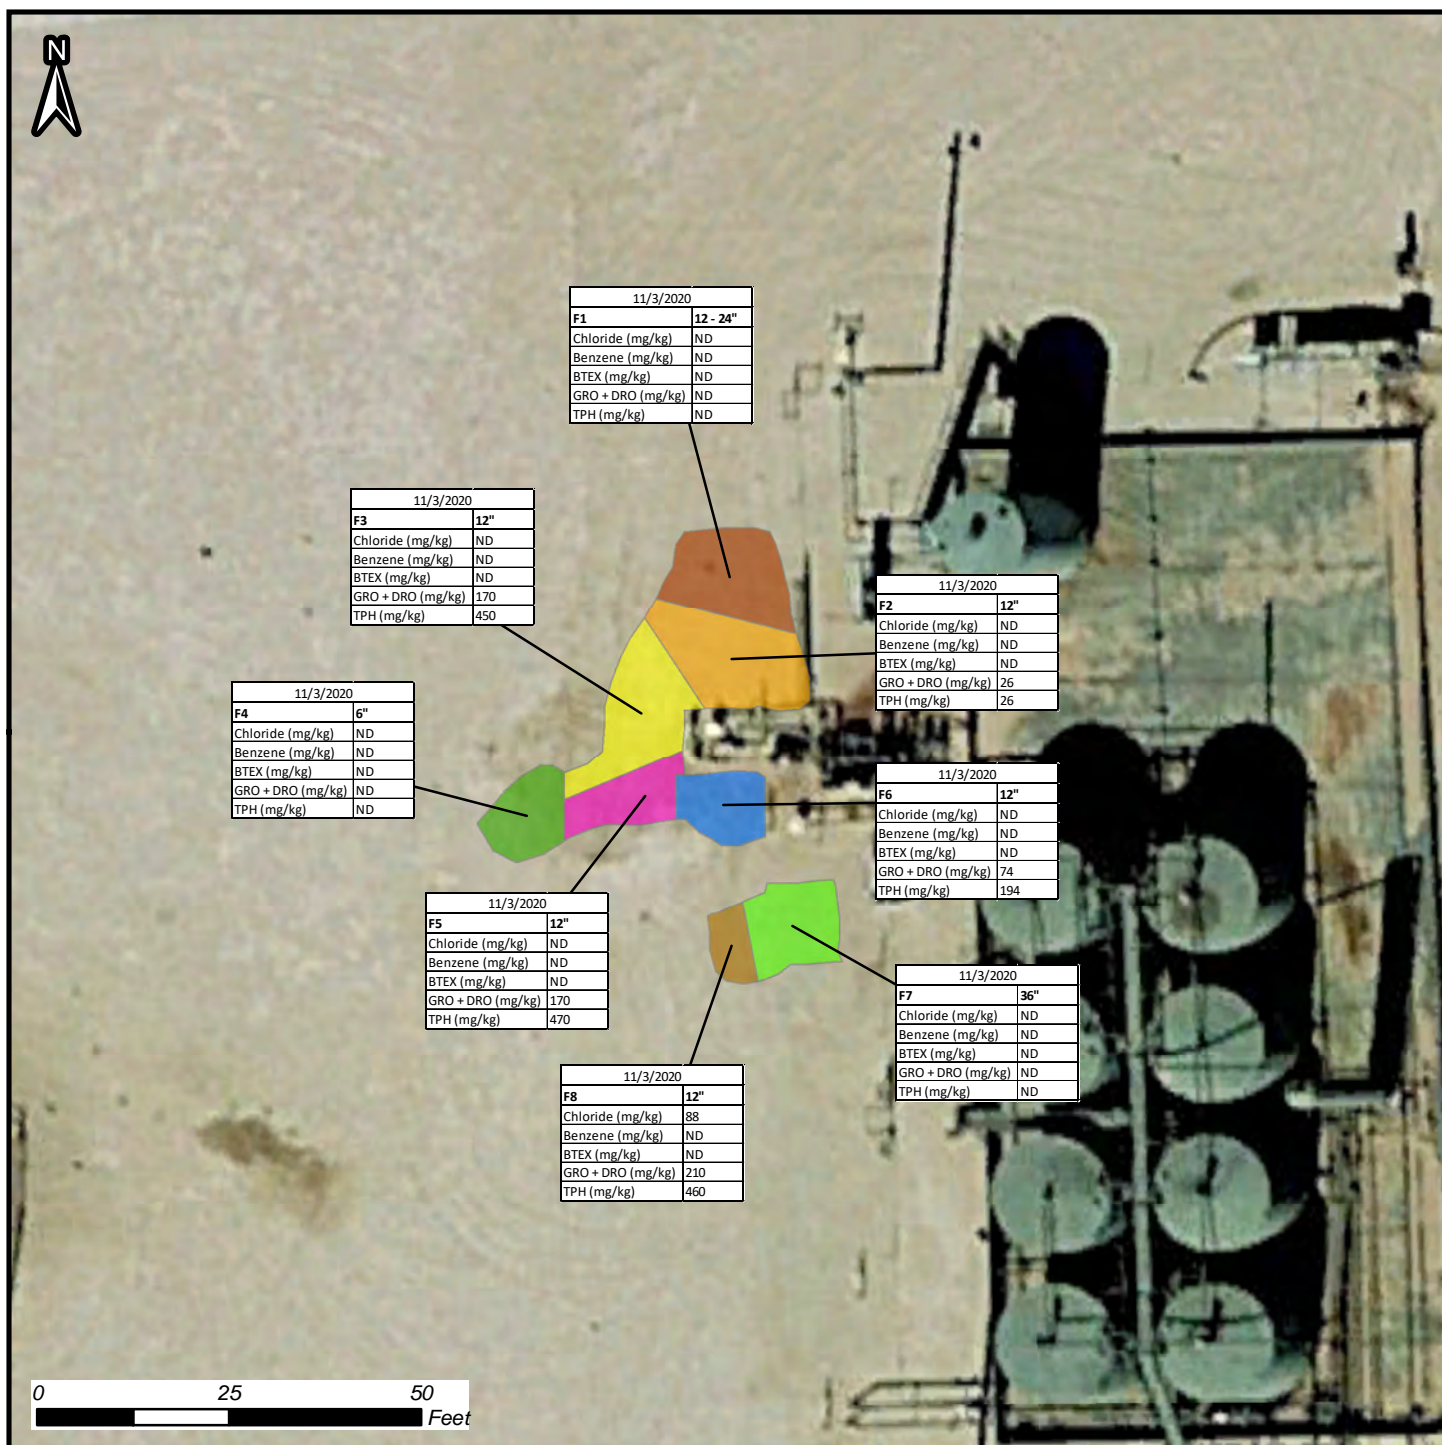 N
11/3/2020
F1 12 - 24"
Chloride (mg/kg) ND
Benzene (mg/kg) ND
BTEX (mg/kg) ND
GRO + DRO (mg/kg) ND
TPH (mg/kg) ND
11/3/2020
F3 12"
Chloride (mg/kg) ND
Benzene (mg/kg) ND
BTEX (mg/kg) ND
GRO + DRO (mg/kg) 170
TPH (mg/kg) 450
11/3/2020
F2 12"
Chloride (mg/kg) ND
Benzene (mg/kg) ND
BTEX (mg/kg) ND
GRO + DRO (mg/kg) 26
TPH (mg/kg) 26
11/3/2020
F4 6"
Chloride (mg/kg) ND
Benzene (mg/kg) ND
BTEX (mg/kg) ND
GRO + DRO (mg/kg) ND
TPH (mg/kg) ND
11/3/2020
F6 12"
Chloride (mg/kg) ND
Benzene (mg/kg) ND
BTEX (mg/kg) ND
GRO + DRO (mg/kg) 74
TPH (mg/kg) 194
11/3/2020
F5 12"
Chloride (mg/kg) ND
Benzene (mg/kg) ND
BTEX (mg/kg) ND
GRO + DRO (mg/kg) 170
TPH (mg/kg) 470
11/3/2020
F7 36"
Chloride (mg/kg) ND
Benzene (mg/kg) ND
BTEX (mg/kg) ND
GRO + DRO (mg/kg) ND
TPH (mg/kg) ND
11/3/2020
F8 12"
Chloride (mg/kg) 88
Benzene (mg/kg) ND
BTEX (mg/kg) ND
GRO + DRO (mg/kg) 210
TPH (mg/kg) 460
0 25 50
Feet